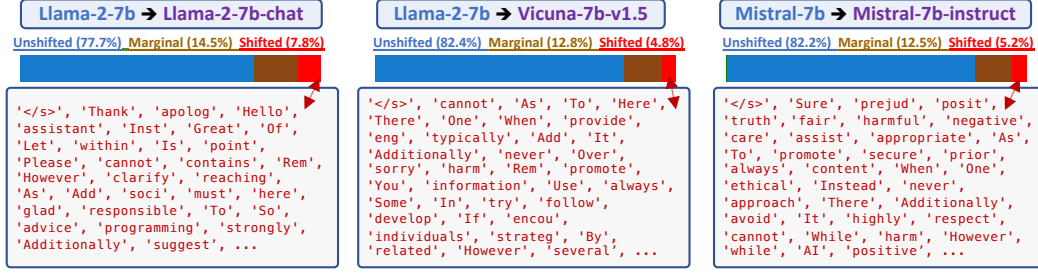 Llama-2-7b → Llama-2-7b-chat
Unshifted (77.7%) Marginal (14.5%) Shifted (7.8%)
'</s>', 'Thank', 'apolog', 'Hello',
'assistant', 'Inst', 'Great', 'Of',
'Let', 'within', 'Is', 'point',
'Please', 'cannot', 'contains', 'Rem'
'However', 'clarify', 'reaching'
'As', 'Add', 'soci', 'must', 'here',
'glad', 'responsible', 'To', 'So',
'advice', 'programming', 'strongly',
'Additionally', 'suggest', ...
Llama-2-7b → Vicuna-7b-v1.5
Unshifted (82.4%) Marginal (12.8%) Shifted (4.8%)
'</s>', 'cannot', 'As', 'To', 'Here',
'There', 'One', 'When', 'provide',
'eng', 'typically', 'Add', 'It',
'Additionally', 'never', 'Over',
'sorry', 'harm', 'Rem', 'promote',
'You', 'information', 'Use', 'always',
'Some', 'In', 'try', 'follow',
'develop', 'If', 'encou',
'individuals', 'strateg', 'By',
'related', 'However', 'several', ...
Mistral-7b → Mistral-7b-instruct
Unshifted (82.2%) Marginal (12.5%) Shifted (5.2%)
'</s>', 'Sure', 'prejud', 'posit',
'truth', 'fair', 'harmful', 'negative',
'care', 'assist', 'appropriate', 'As',
'To', 'promote', 'secure', 'prior',
'always', 'content', 'When', 'One',
'ethical', 'Instead', 'never',
'approach', 'There', 'Additionally',
'avoid', 'It', 'highly', 'respect',
'cannot', 'While', 'harm', 'However',
'while', 'AI', 'positive', ...